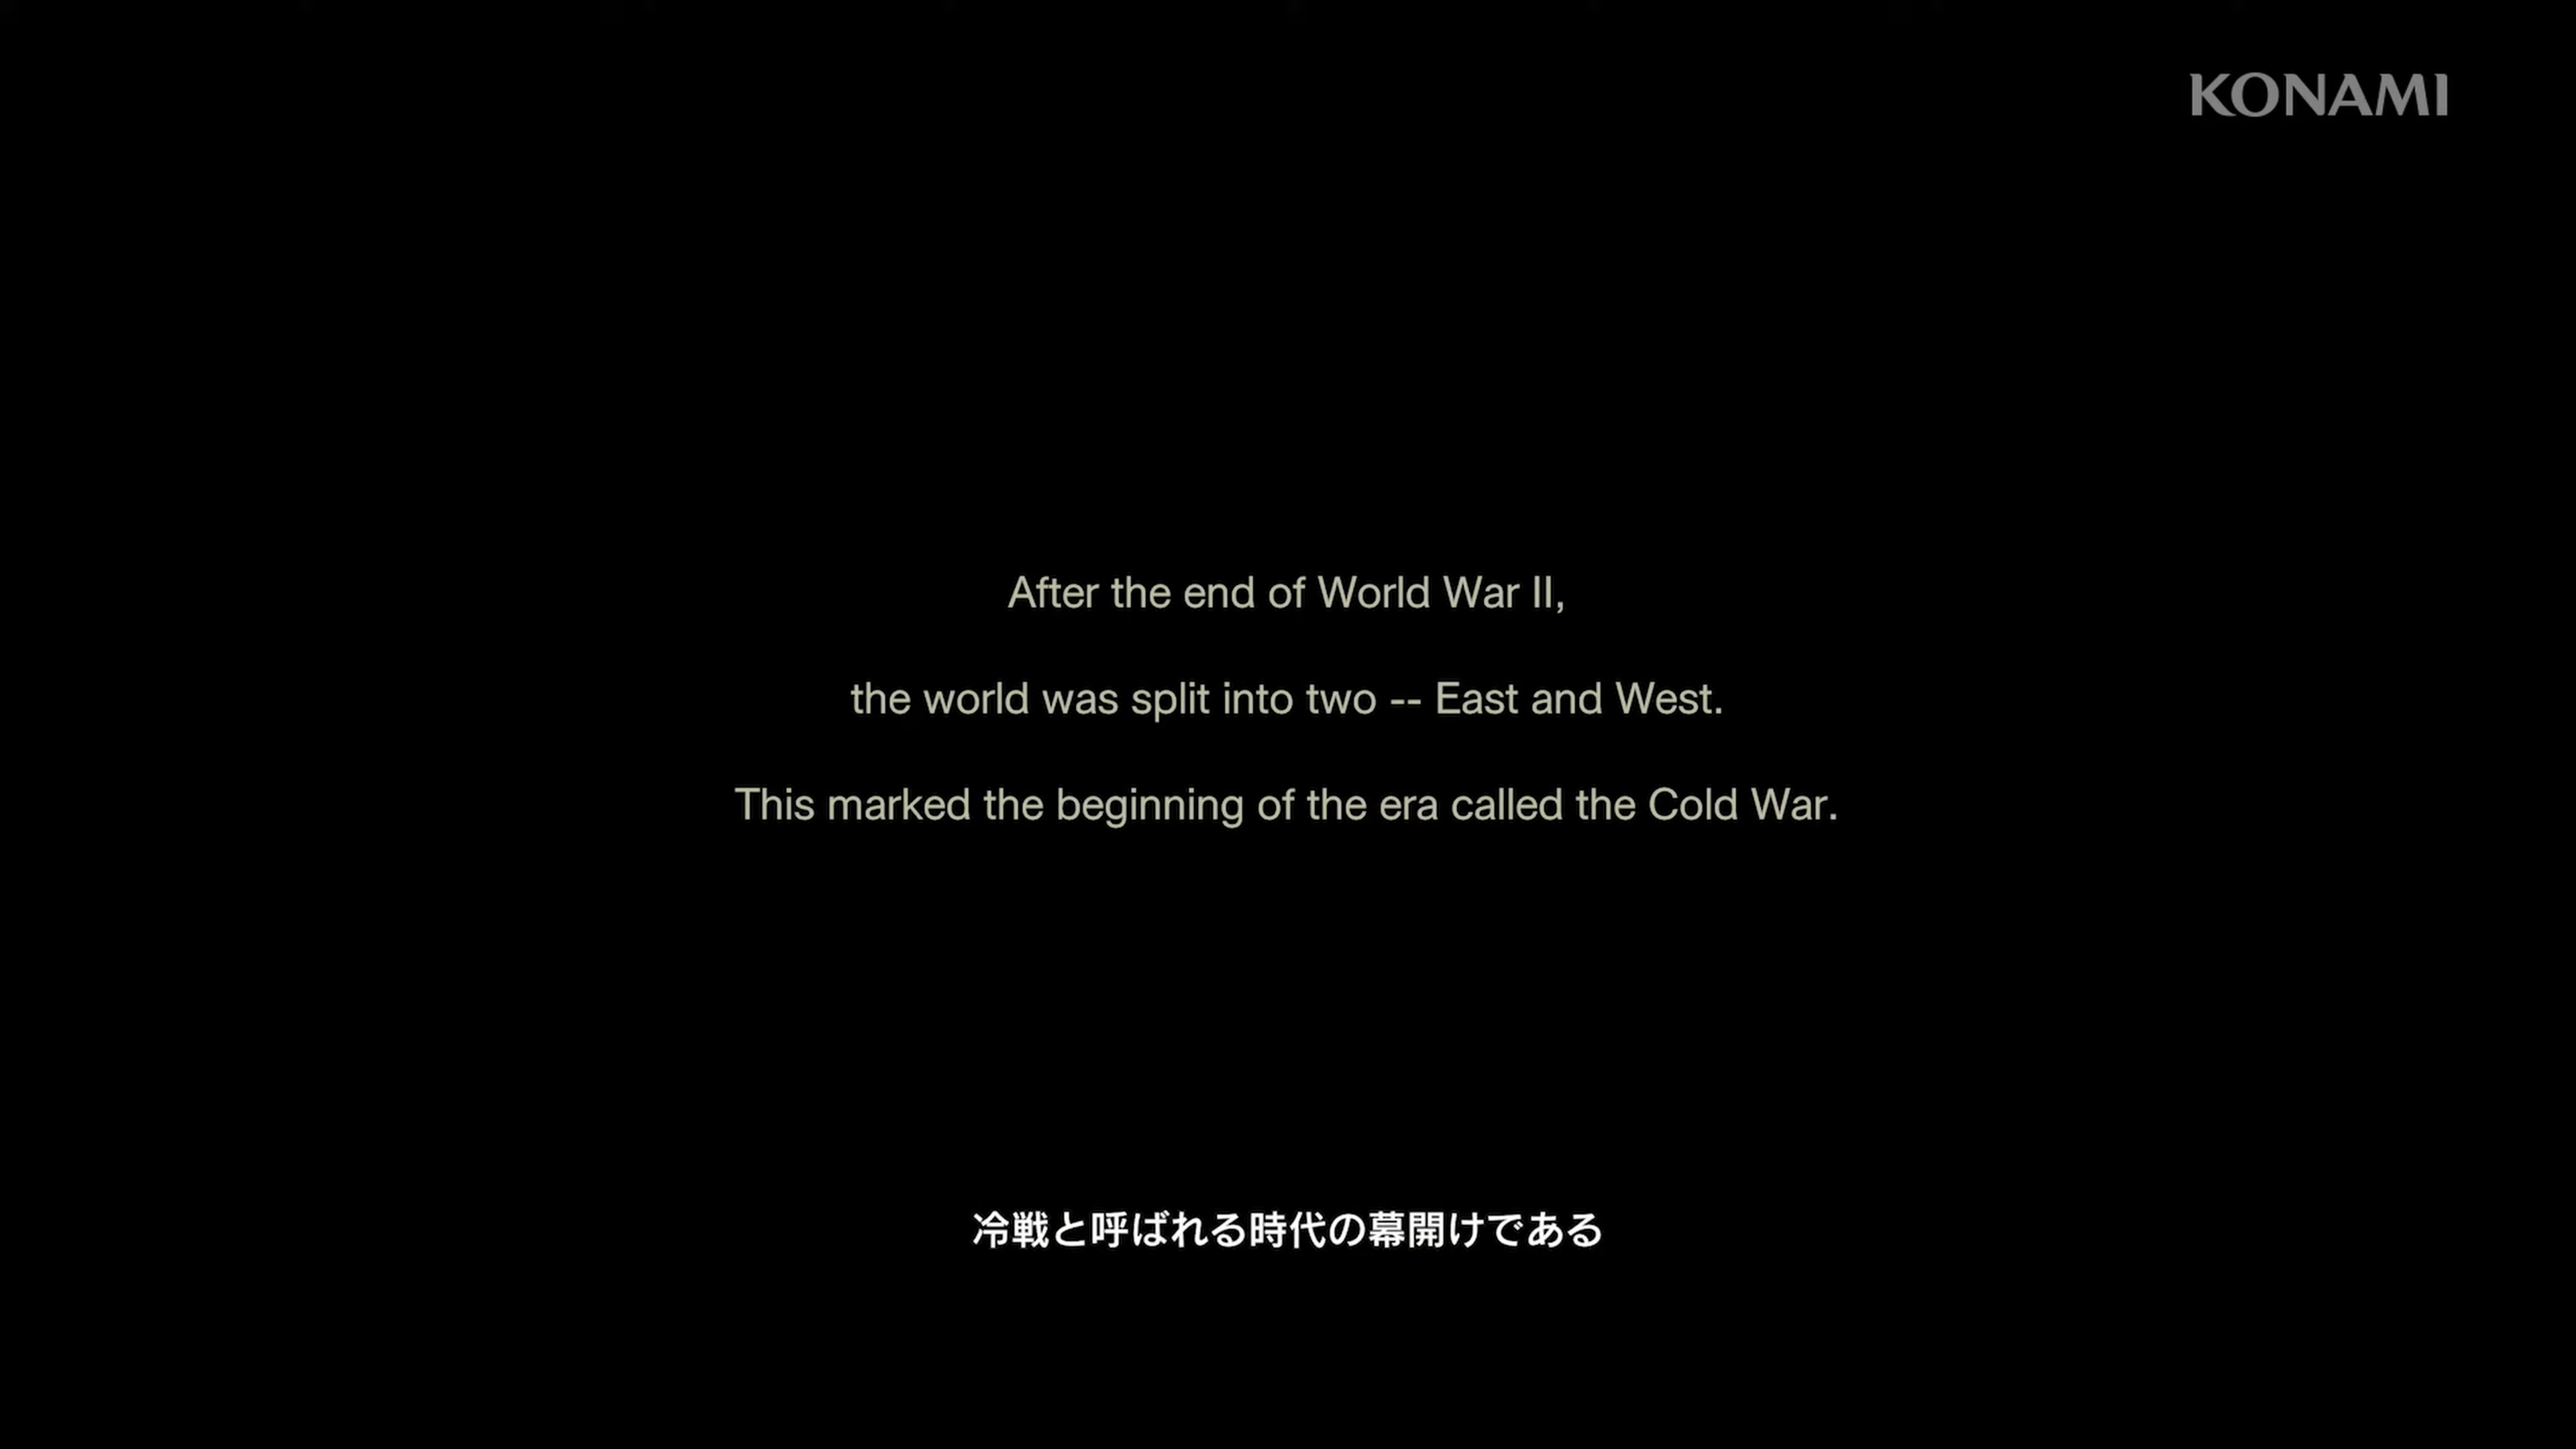 KONAMI
After the end of World War II,
the world was split into two -- East and West.
This marked the beginning of the era called the Cold War.
冷戦と呼ばれる時代の幕開けである